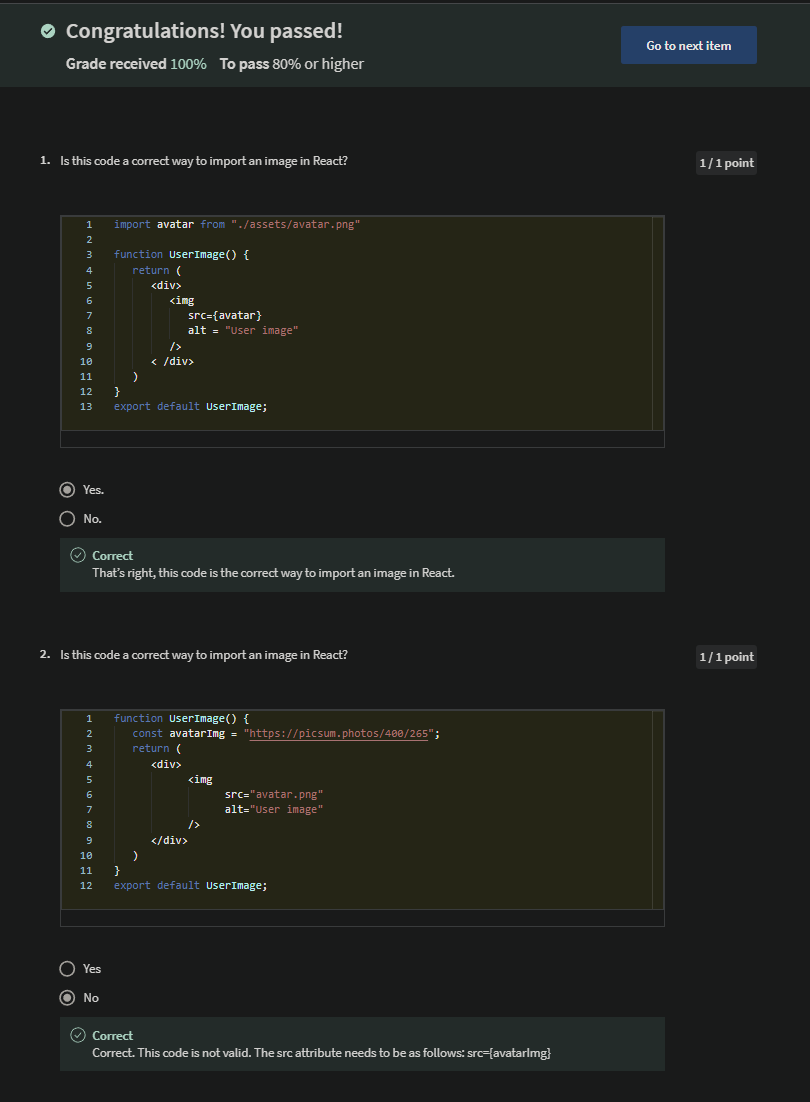 Congratulations! You passed!
Go to next item
Grade received 100% To pass 80% or higher
1. Is this code a correct way to import an image in React?
1 / 1 point
1 import avatar from "./assets/avatar.png"
2
3 function UserImage() {
4 return (
5 <div>
6 <img
7 src={avatar}
8 alt = "User image"
9 />
10 < /div>
11 )
12 }
13 export default UserImage;
Yes.
No.
Correct
That's right, this code is the correct way to import an image in React.
2. Is this code a correct way to import an image in React?
1 / 1 point
1 function UserImage() {
2 const avatarImg = "https://picsum.photos/400/265";
3 return (
4 <div>
5 <img
6 src="avatar.png"
7 alt="User image"
8 />
9 </div>
10 )
11 }
12 export default UserImage;
Yes
No
Correct
Correct. This code is not valid. The src attribute needs to be as follows: src={avatarImg}